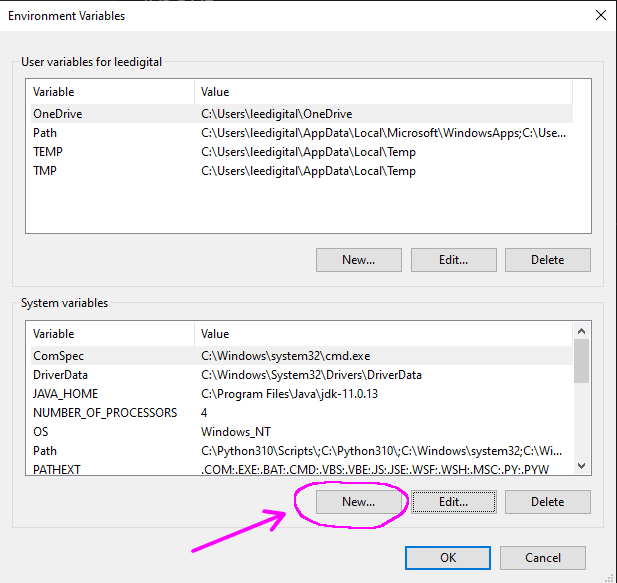 Environment Variables
User variables for leedigital
Variable Value
OneDrive C:\Users\leedigital\OneDrive
Path C:\Users\leedigital\AppData\Local\Microsoft\WindowsApps;C:\Use...
TEMP C:\Users\leedigital\AppData\Local\Temp
TMP C:\Users\leedigital\AppData\Local\Temp
New... Edit... Delete
System variables
Variable Value
ComSpec C:\Windows\system32\cmd.exe
DriverData C:\Windows\System32\Drivers\DriverData
JAVA_HOME C:\Program Files\Java\jdk-11.0.13
NUMBER_OF_PROCESSORS 4
OS Windows_NT
Path C:\Python310\Scripts\;C:\Python310\;C:\Windows\system32;C:\Wi...
PATHEXT .COM;.EXE;.BAT;.CMD;.VBS;.VBE;.JS;.JSE;.WSF;.WSH;.MSC;.PY;.PYW
New... Edit... Delete
OK Cancel